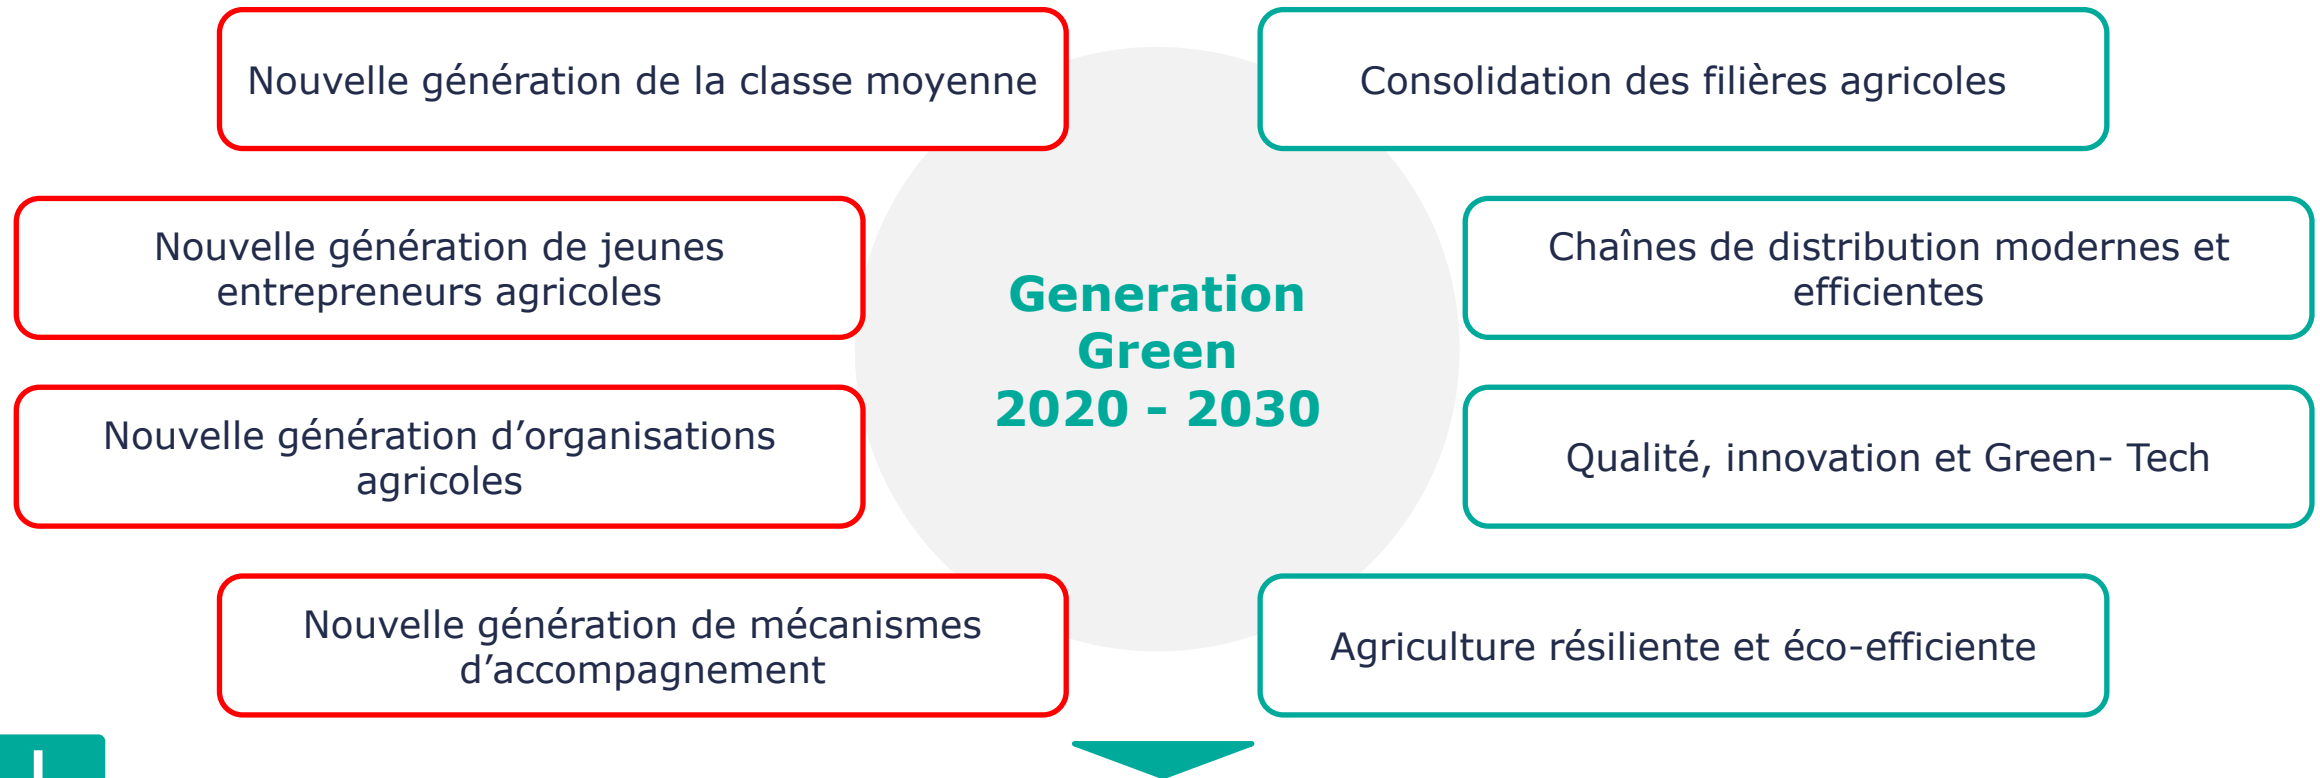 Nouvelle génération de la classe moyenne
Consolidation des filières agricoles
Nouvelle génération de jeunes
entrepreneurs agricoles
Chaînes de distribution modernes et
efficientes
Generation
Green
2020 - 2030
Nouvelle génération d’organisations
agricoles
Qualité, innovation et Green- Tech
Nouvelle génération de mécanismes
d’accompagnement
Agriculture résiliente et éco-efficiente